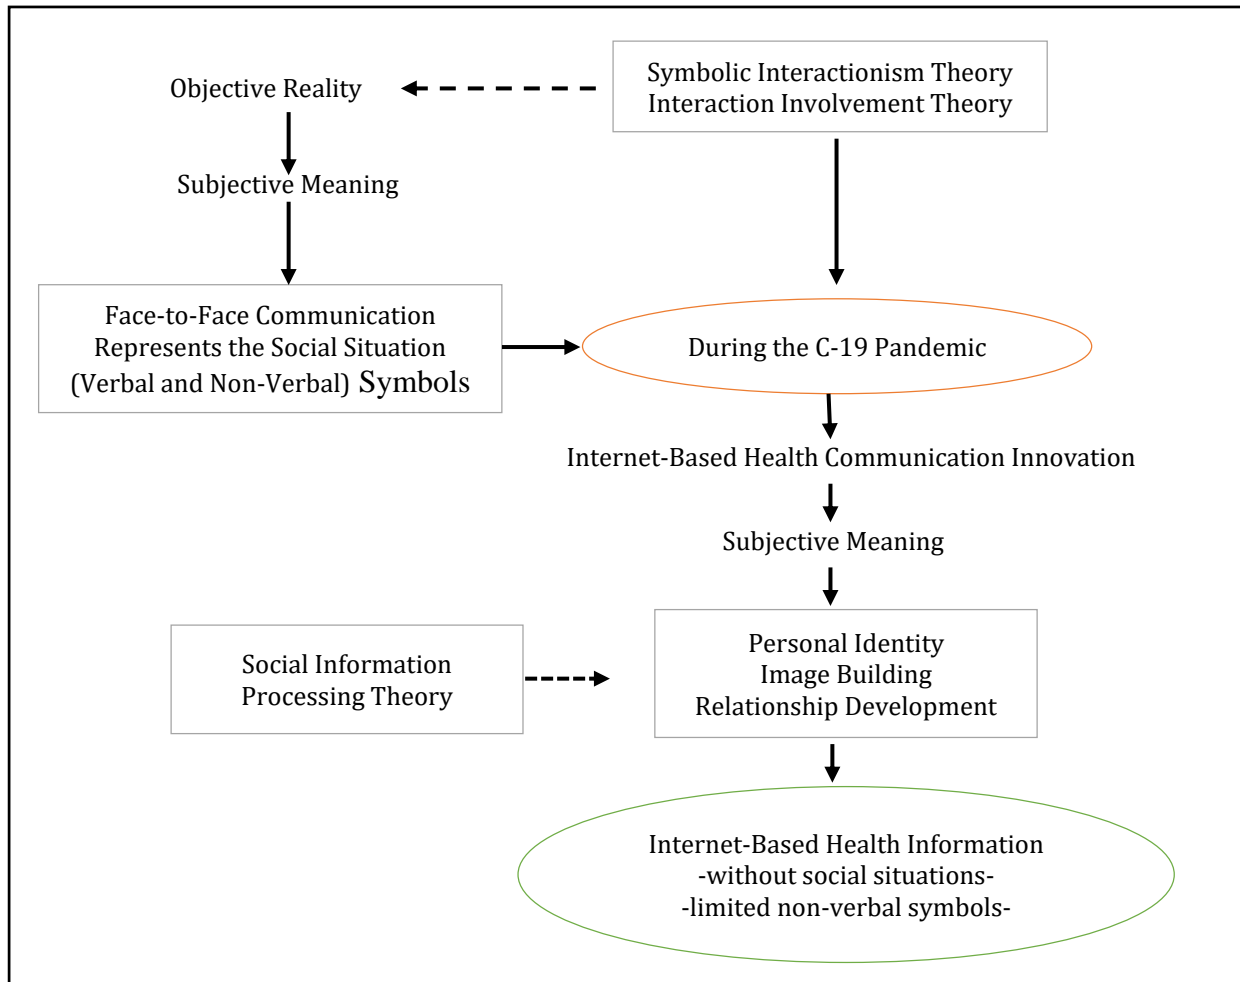 Objective Reality
Symbolic Interactionism Theory
Interaction Involvement Theory
Subjective Meaning
Face-to-Face Communication
Represents the Social Situation
(Verbal and Non-Verbal) Symbols
During the C-19 Pandemic
Internet-Based Health Communication Innovation
Subjective Meaning
Social Information
Processing Theory
Personal Identity
Image Building
Relationship Development
Internet-Based Health Information
-without social situations-
-limited non-verbal symbols-